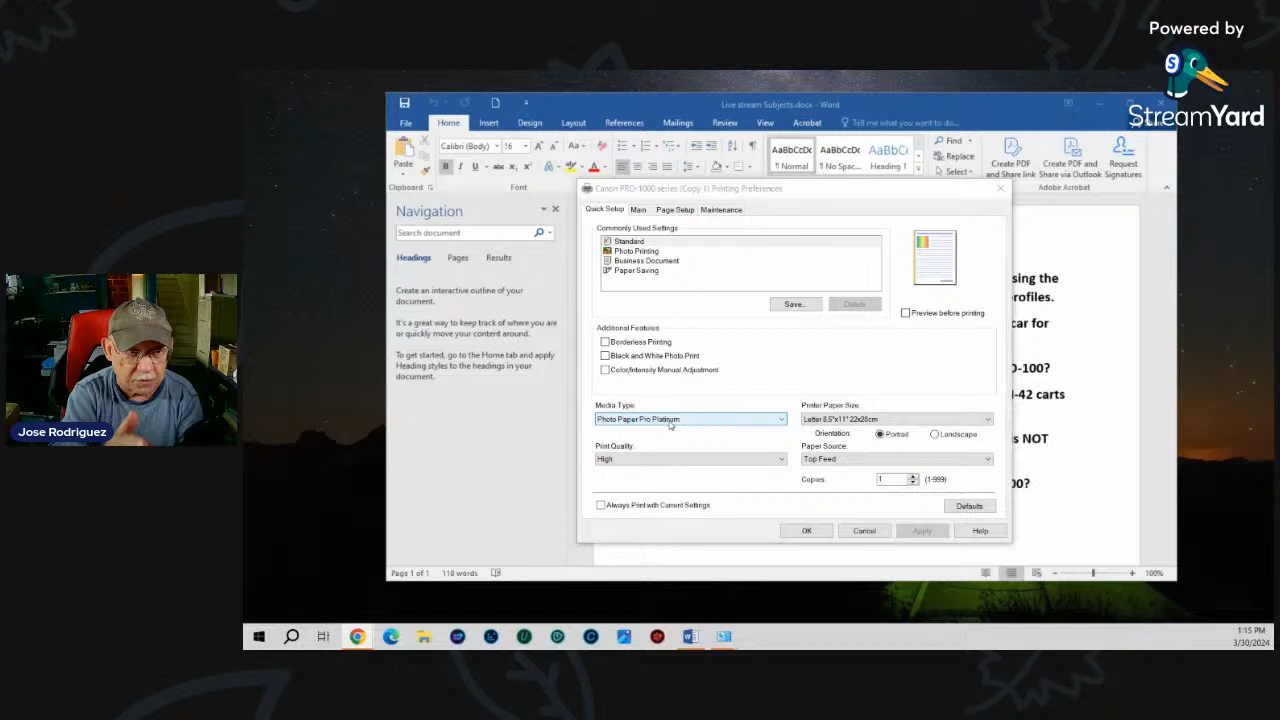 Powered by
StreamYard
Live stream Subjects.docx - Word
File Home Insert Design Layout References Mailings Review View Acrobat Tell me what you want to do...
Calibri (Body) 16
Paste
B I U abc
AaBbCcDc AaBbCcDc AaBbCc
¶ Normal ¶ No Spac... Heading 1
Find
Replace
Select
Create PDF and Share link
Create PDF and Share via Outlook
Request Signatures
Clipboard Font Adobe Acrobat
Canon PRO-1000 series (Copy 1) Printing Preferences
Quick Setup Main Page Setup Maintenance
Navigation
Search document
Headings Pages Results
Create an interactive outline of your
document.
It's a great way to keep track of where you are
or quickly move your content around.
To get started, go to the Home tab and apply
Heading styles to the headings in your
document.
Commonly Used Settings
Standard
Photo Printing
Business Document
Paper Saving
Save... Delete
Preview before printing
Additional Features
Borderless Printing
Black and White Photo Print
Color/Intensity Manual Adjustment
Media Type:
Photo Paper Pro Platinum
Printer Paper Size:
Letter 8.5"x11" 22x28cm
Orientation: Portrait Landscape
Print Quality:
High
Paper Source:
Top Feed
Copies: 1 (1-999)
Always Print with Current Settings
Defaults
OK Cancel Apply Help
sing the
rofiles.
car for
O-100?
I-42 carts
s NOT
00?
Jose Rodriguez
Page 1 of 1 118 words
100%
1:15 PM
3/30/2024